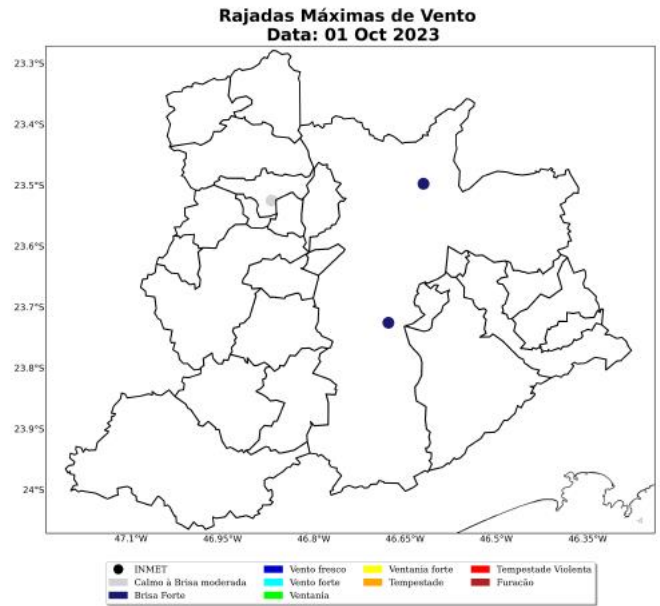 Rajadas Máximas de Vento
Data: 01 Oct 2023
23.3°S
23.4°S
23.5°S
23.6°S
23.7°S
23.8°S
23.9°S
24°S
47.1°W 46.95°W 46.8°W 46.65°W 46.5°W 46.35°W
INMET Vento fresco Ventania forte Tempestade Violenta
Calmo à Brisa moderada Vento forte Tempestade Furacão
Brisa Forte Ventania